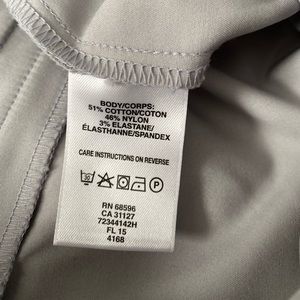 BODY/CORPS:
51% COTTON/COTON
46% NYLON
3% ELASTANE/
ÉLASTHANNE/SPANDEX
CARE INSTRUCTIONS ON REVERSE
30
P
RN 68596
CA 31127
72344142H
FL 15
4168